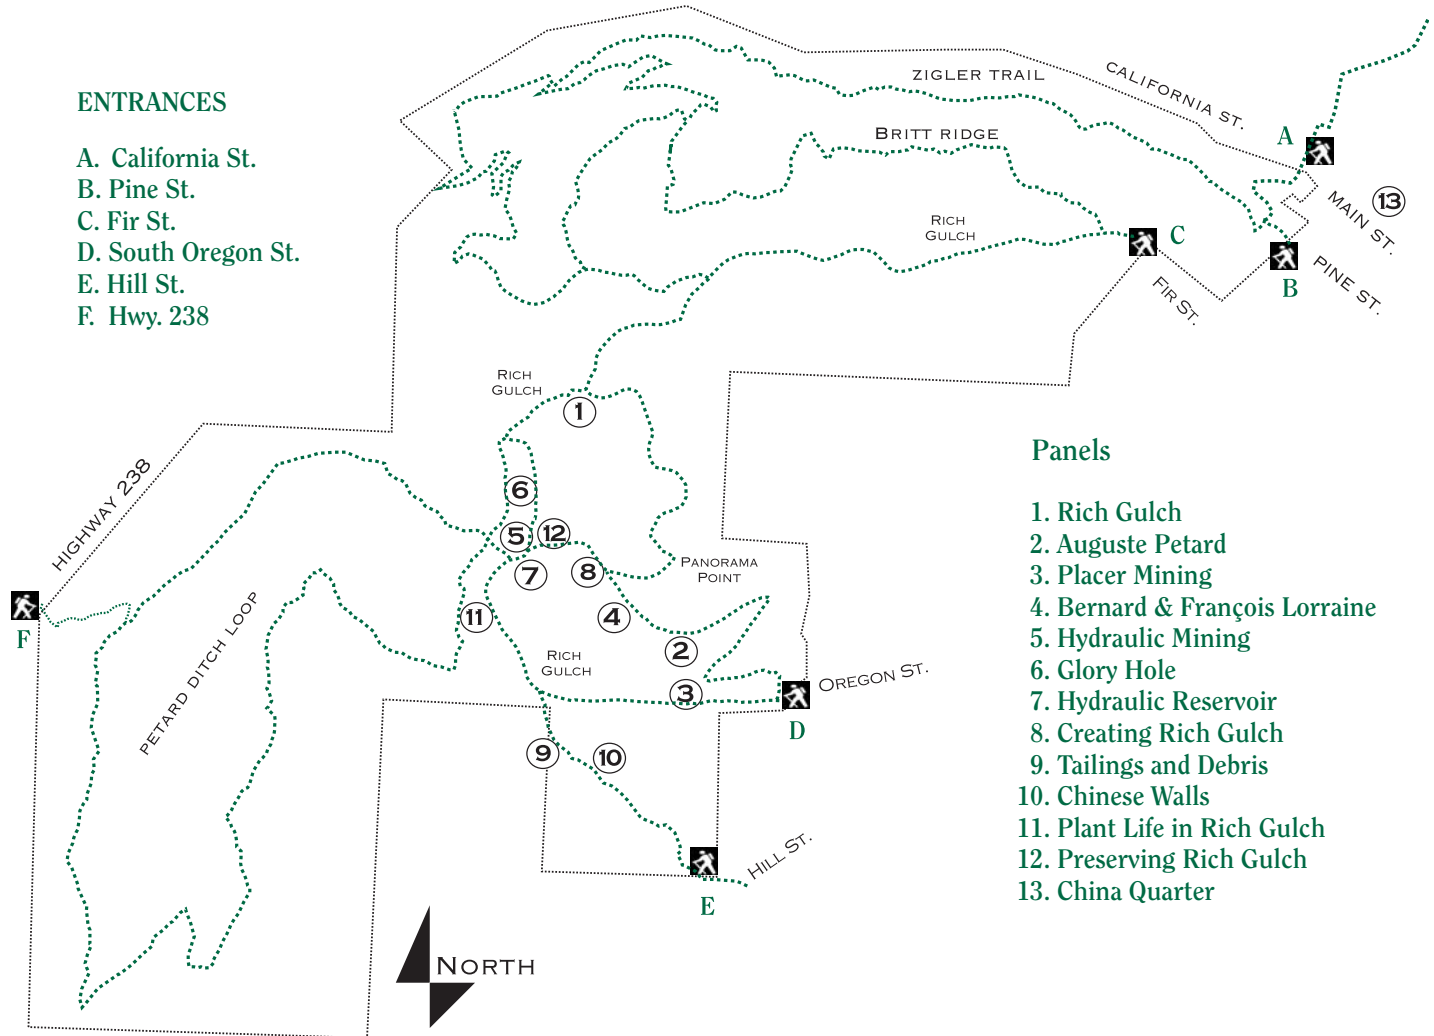 ENTRANCES
A. California St.
B. Pine St.
C. Fir St.
D. South Oregon St.
E. Hill St.
F. Hwy. 238
ZIGLER TRAIL
CALIFORNIA ST.
A
BRITT RIDGE
13
MAIN ST.
RICH
GULCH
C
B
PINE ST.
FIR ST.
RICH
GULCH
1
HIGHWAY 238
6
5
12
7
8
PANORAMA
POINT
F
PETARD DITCH LOOP
11
4
2
RICH
GULCH
3
OREGON ST.
D
9
10
HILL ST.
E
NORTH
Panels
1. Rich Gulch
2. Auguste Petard
3. Placer Mining
4. Bernard & François Lorraine
5. Hydraulic Mining
6. Glory Hole
7. Hydraulic Reservoir
8. Creating Rich Gulch
9. Tailings and Debris
10. Chinese Walls
11. Plant Life in Rich Gulch
12. Preserving Rich Gulch
13. China Quarter